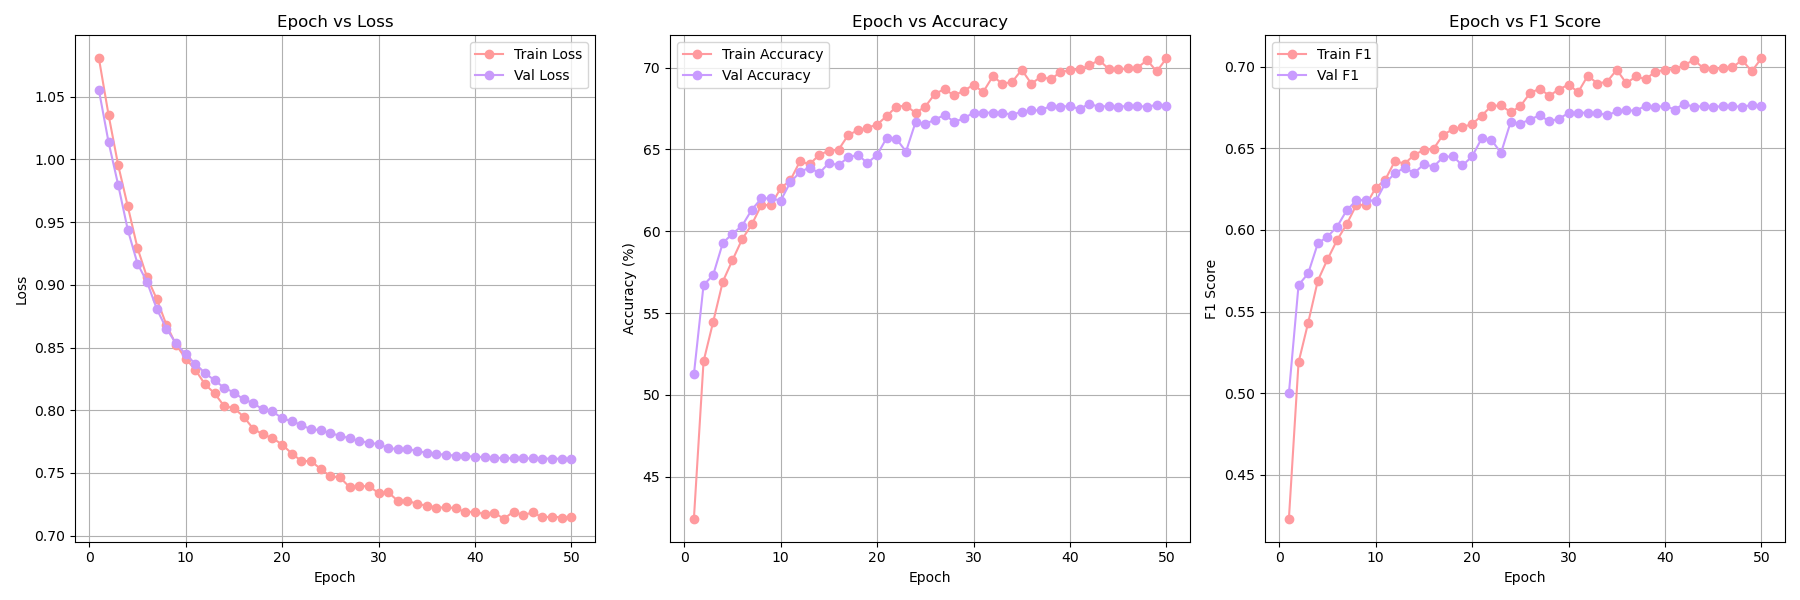 Epoch vs Loss
Train Loss
Val Loss
1.05
1.00
0.95
0.90
0.85
0.80
0.75
0.70
Loss
0 10 20 30 40 50
Epoch
Epoch vs Accuracy
Train Accuracy
Val Accuracy
70
65
60
55
50
45
Accuracy (%)
0 10 20 30 40 50
Epoch
Epoch vs F1 Score
Train F1
Val F1
0.70
0.65
0.60
0.55
0.50
0.45
F1 Score
0 10 20 30 40 50
Epoch